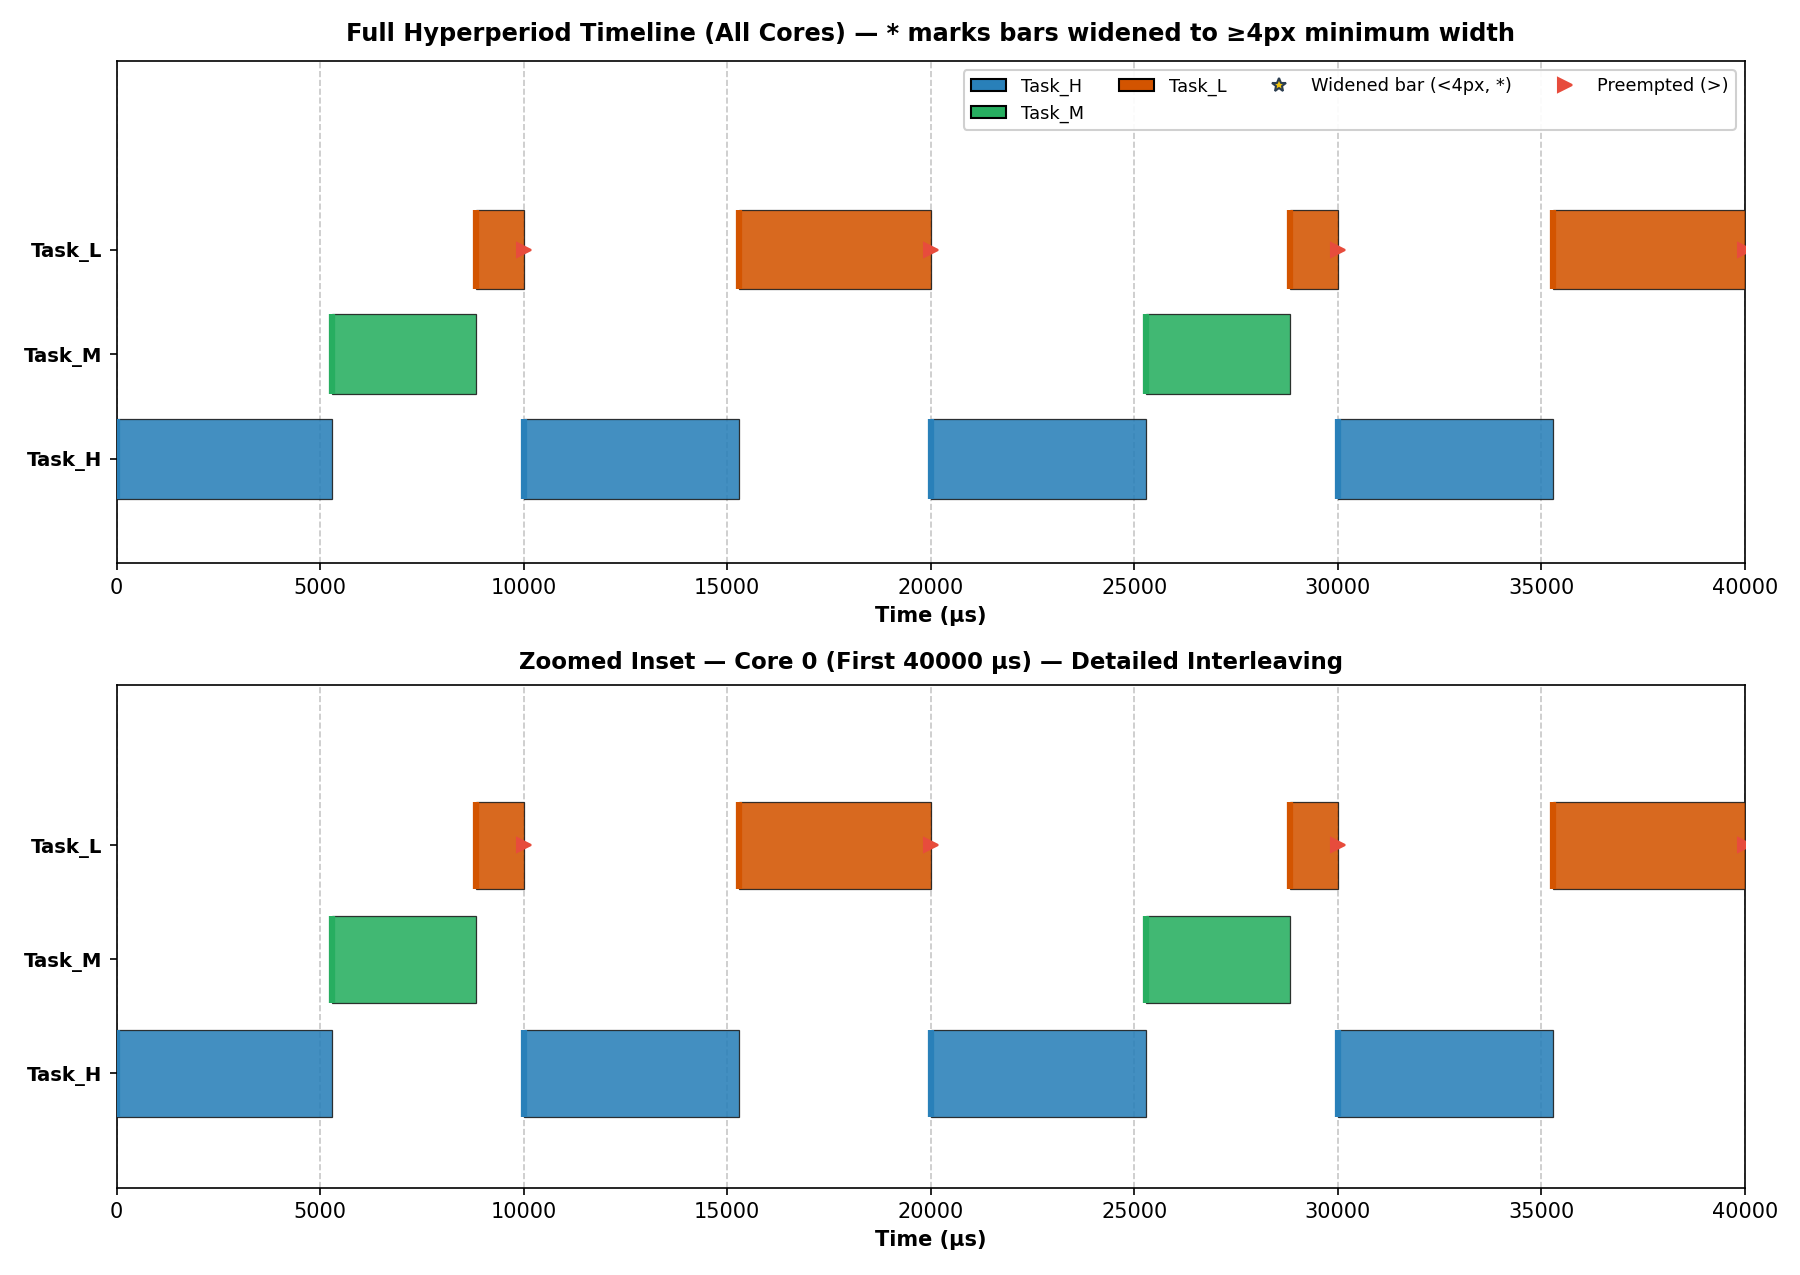 Full Hyperperiod Timeline (All Cores) — * marks bars widened to ≥4px minimum width
Task_H Task_L Widened bar (<4px, *) Preempted (>)
Task_M
Task_L
Task_M
Task_H
0 5000 10000 15000 20000 25000 30000 35000 40000
Time (µs)
Zoomed Inset — Core 0 (First 40000 µs) — Detailed Interleaving
Task_L
Task_M
Task_H
0 5000 10000 15000 20000 25000 30000 35000 40000
Time (µs)